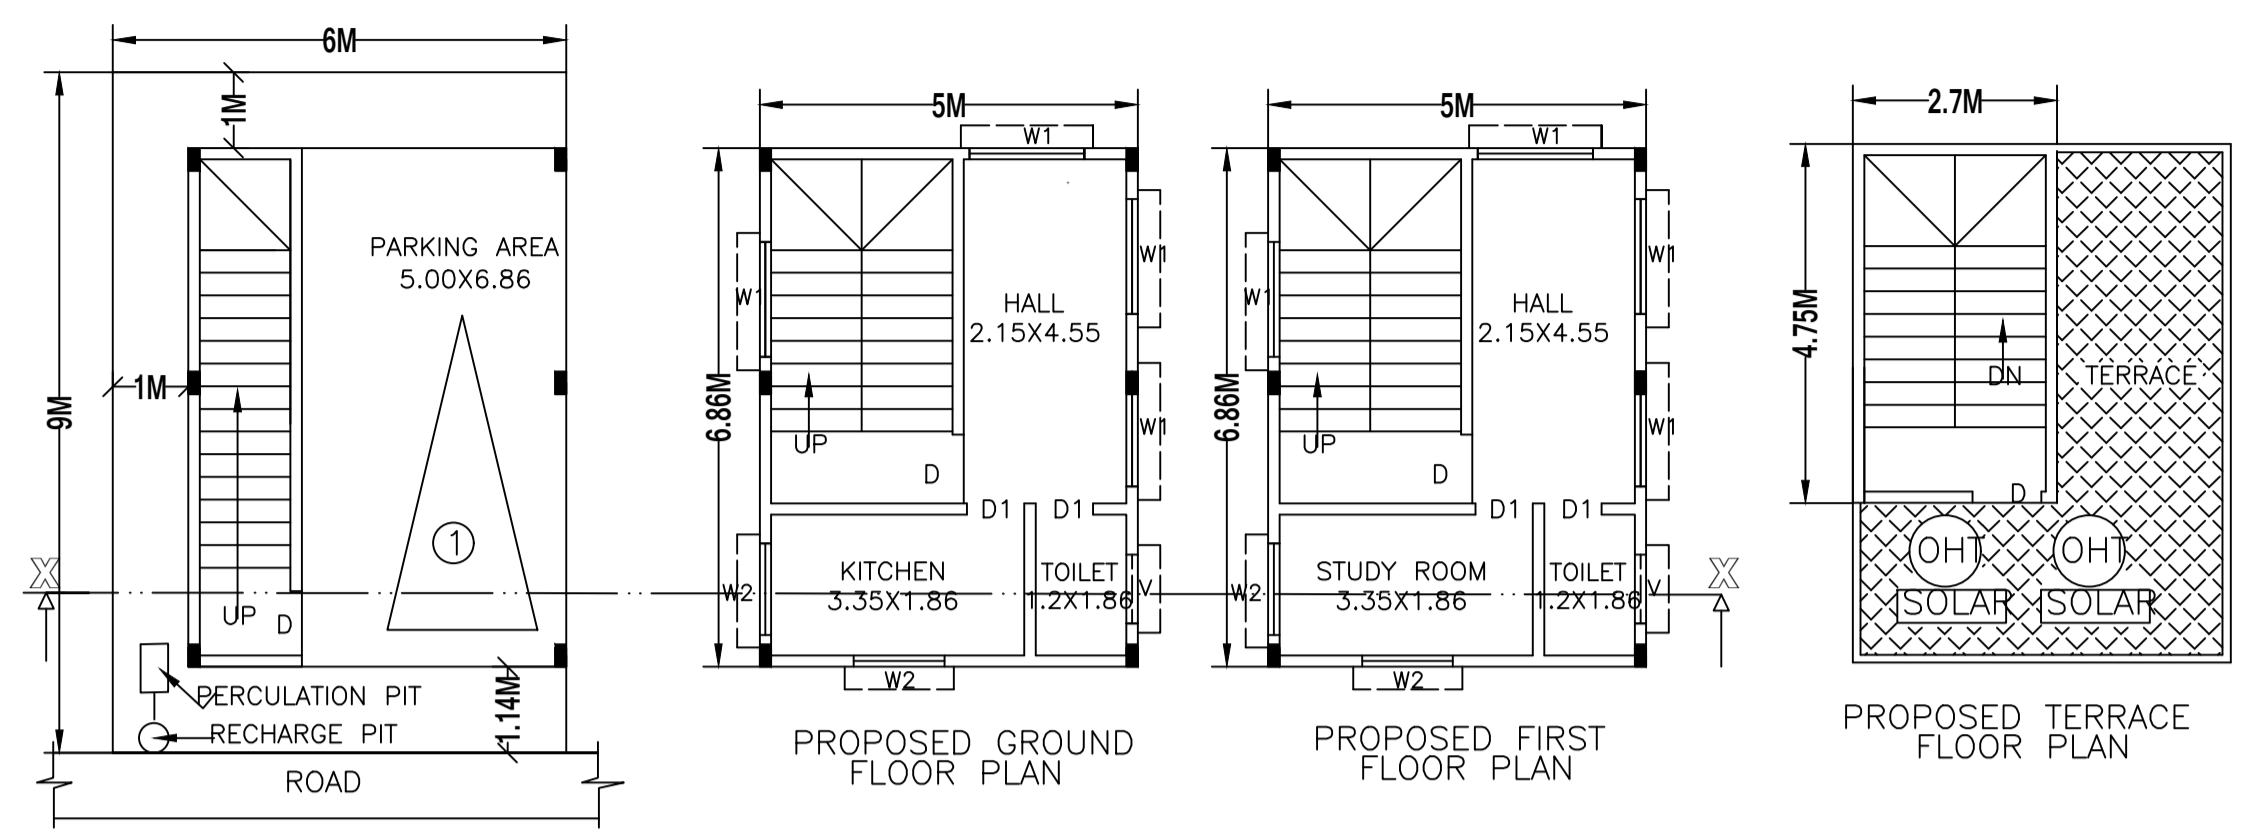 6M
1M
9M
1M
PARKING AREA
5.00X6.86
1
X
UP
D
1.14M
PERCULATION PIT
RECHARGE PIT
ROAD
5M
W1
6.86M
W1
W1
HALL
2.15X4.55
W1
UP
D
D1
D1
W2
KITCHEN
3.35X1.86
TOILET
1.2X1.86
V
W2
PROPOSED GROUND
FLOOR PLAN
5M
W1
6.86M
W1
W1
HALL
2.15X4.55
W1
UP
D
D1
D1
W2
STUDY ROOM
3.35X1.86
TOILET
1.2X1.86
V
X
W2
PROPOSED FIRST
FLOOR PLAN
2.7M
4.75M
DN
TERRACE
D
OHT
OHT
SOLAR
SOLAR
PROPOSED TERRACE
FLOOR PLAN